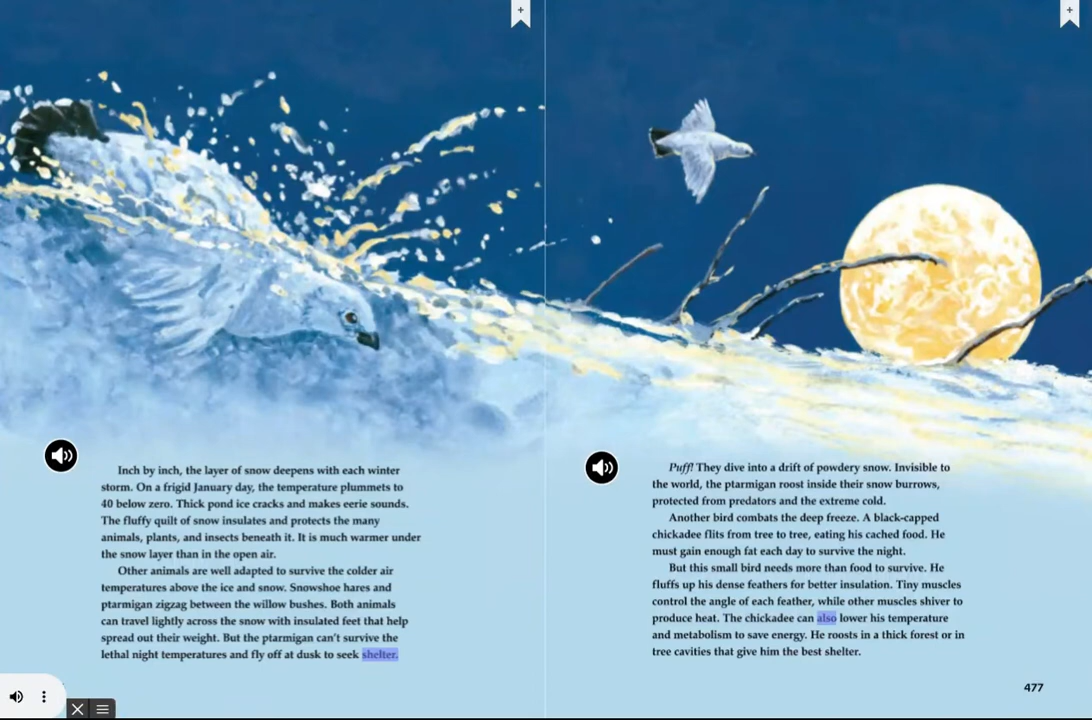 Inch by inch, the layer of snow deepens with each winter
storm. On a frigid January day, the temperature plummets to
40 below zero. Thick pond ice cracks and makes eerie sounds.
The fluffy quilt of snow insulates and protects the many
animals, plants, and insects beneath it. It is much warmer under
the snow layer than in the open air.
Other animals are well adapted to survive the colder air
temperatures above the ice and snow. Snowshoe hares and
ptarmigan zigzag between the willow bushes. Both animals
can travel lightly across the snow with insulated feet that help
spread out their weight. But the ptarmigan can't survive the
lethal night temperatures and fly off at dusk to seek shelter.
Puff! They dive into a drift of powdery snow. Invisible to
the world, the ptarmigan roost inside their snow burrows,
protected from predators and the extreme cold.
Another bird combats the deep freeze. A black-capped
chickadee flits from tree to tree, eating his cached food. He
must gain enough fat each day to survive the night.
But this small bird needs more than food to survive. He
fluffs up his dense feathers for better insulation. Tiny muscles
control the angle of each feather, while other muscles shiver to
produce heat. The chickadee can also lower his temperature
and metabolism to save energy. He roosts in a thick forest or in
tree cavities that give him the best shelter.
477